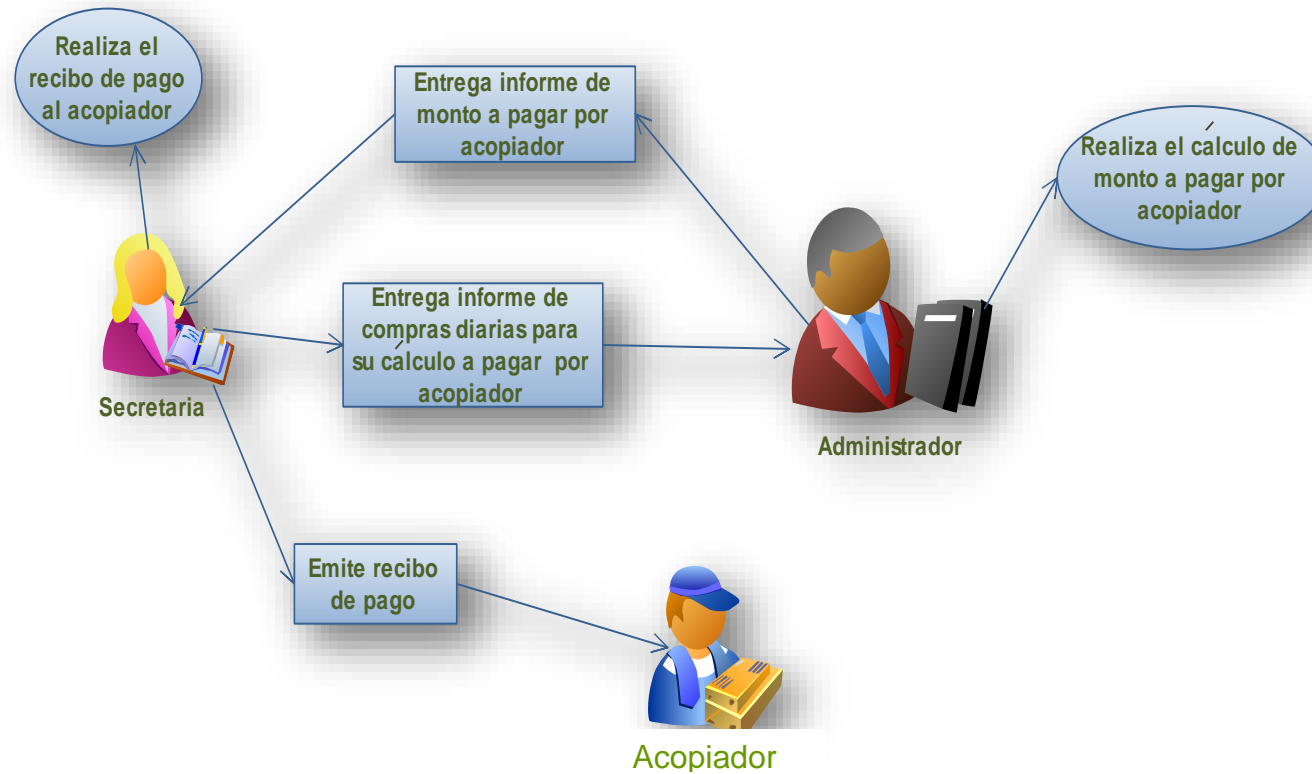 Realiza el
recibo de pago
al acopiador
Entrega informe de
monto a pagar por
acopiador
Realiza el cálculo de
monto a pagar por
acopiador
Entrega informe de
compras diarias para
su cálculo a pagar por
acopiador
Secretaria
Administrador
Emite recibo
de pago
Acopiador